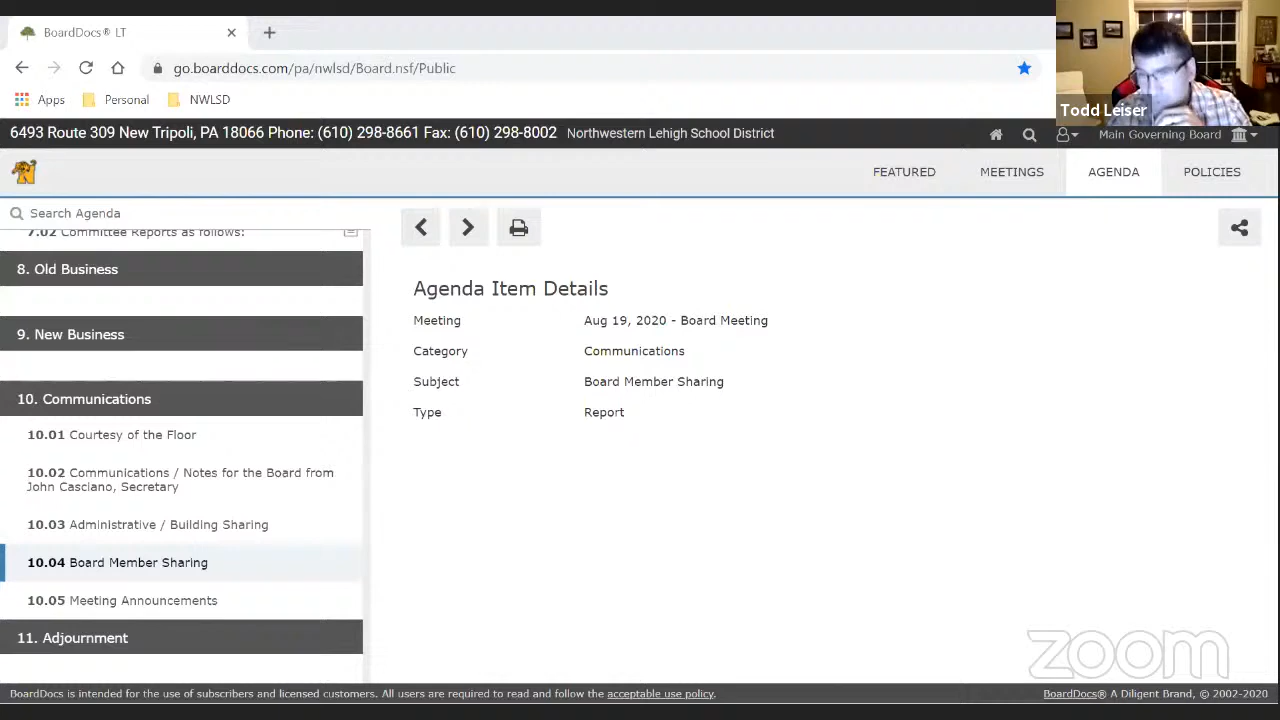 BoardDocs® LT
go.boarddocs.com/pa/nwlsd/Board.nsf/Public
Apps Personal NWLSD
Todd Leiser
6493 Route 309 New Tripoli, PA 18066 Phone: (610) 298-8661 Fax: (610) 298-8002 Northwestern Lehigh School District
Main Governing Board
FEATURED MEETINGS AGENDA POLICIES
Search Agenda
7.02 Committee Reports as follows:
8. Old Business
9. New Business
10. Communications
10.01 Courtesy of the Floor
10.02 Communications / Notes for the Board from
John Casciano, Secretary
10.03 Administrative / Building Sharing
10.04 Board Member Sharing
10.05 Meeting Announcements
11. Adjournment
Agenda Item Details
Meeting Aug 19, 2020 - Board Meeting
Category Communications
Subject Board Member Sharing
Type Report
zoom
BoardDocs is intended for the use of subscribers and licensed customers. All users are required to read and follow the acceptable use policy.
BoardDocs® A Diligent Brand, © 2002-2020